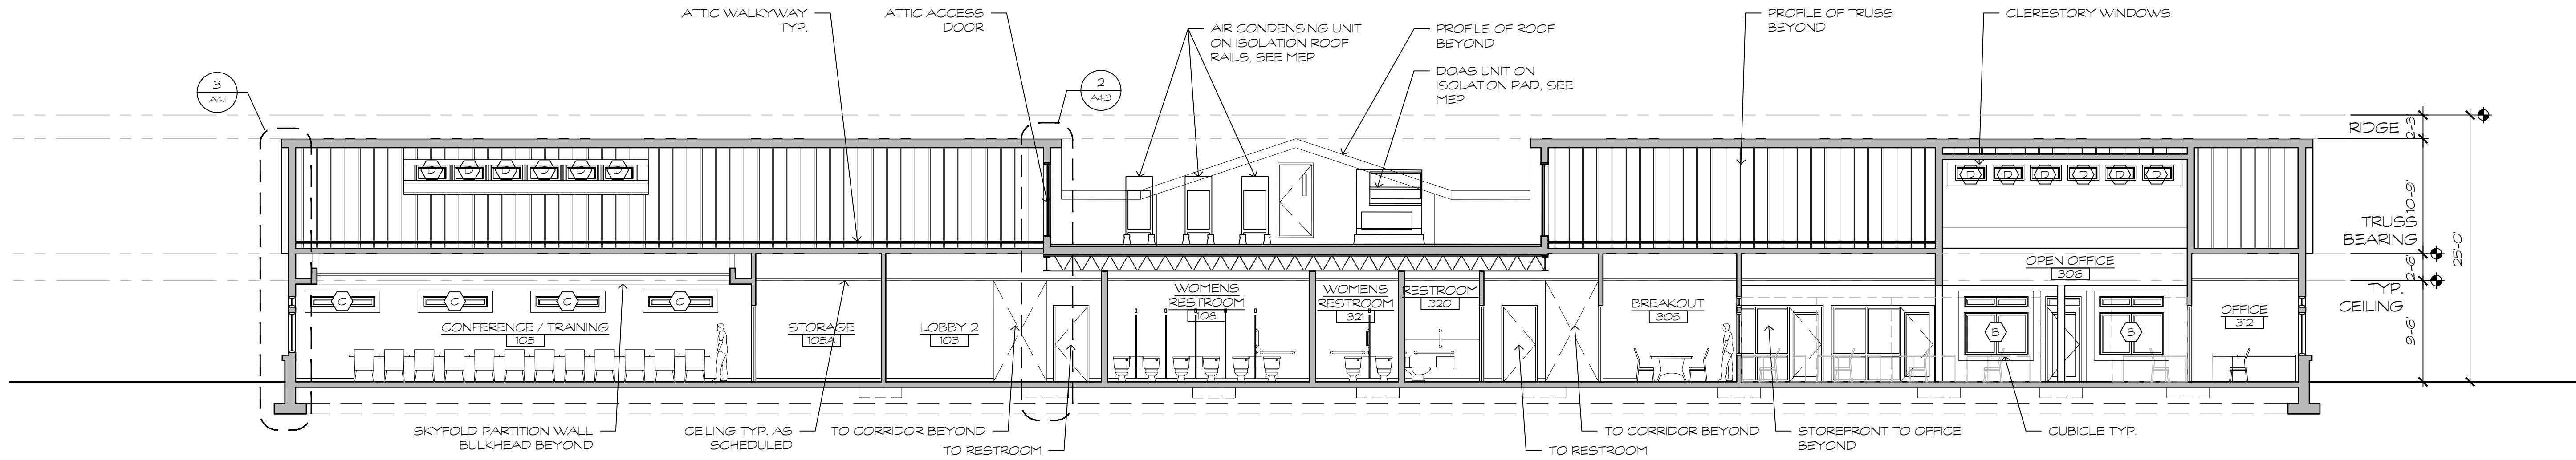 ATTIC WALKYWAY
TYP.
ATTIC ACCESS
DOOR
AIR CONDENSING UNIT
ON ISOLATION ROOF
RAILS, SEE MEP
PROFILE OF ROOF
BEYOND
DOAS UNIT ON
ISOLATION PAD, SEE
MEP
PROFILE OF TRUSS
BEYOND
CLERESTORY WINDOWS
3
A4.1
2
A4.3
RIDGE
2'-3"
10'-9"
TRUSS
BEARING
25'-0"
2'-6"
TYP.
CEILING
9'-6"
D D D D D D
D D D D D D
C C C C
CONFERENCE / TRAINING
105
STORAGE
105A
LOBBY 2
103
WOMENS
RESTROOM
108
WOMENS
RESTROOM
321
RESTROOM
320
BREAKOUT
305
OPEN OFFICE
306
B B
OFFICE
312
SKYFOLD PARTITION WALL
BULKHEAD BEYOND
CEILING TYP. AS
SCHEDULED
TO CORRIDOR BEYOND
TO RESTROOM
TO CORRIDOR BEYOND
TO RESTROOM
STOREFRONT TO OFFICE
BEYOND
CUBICLE TYP.